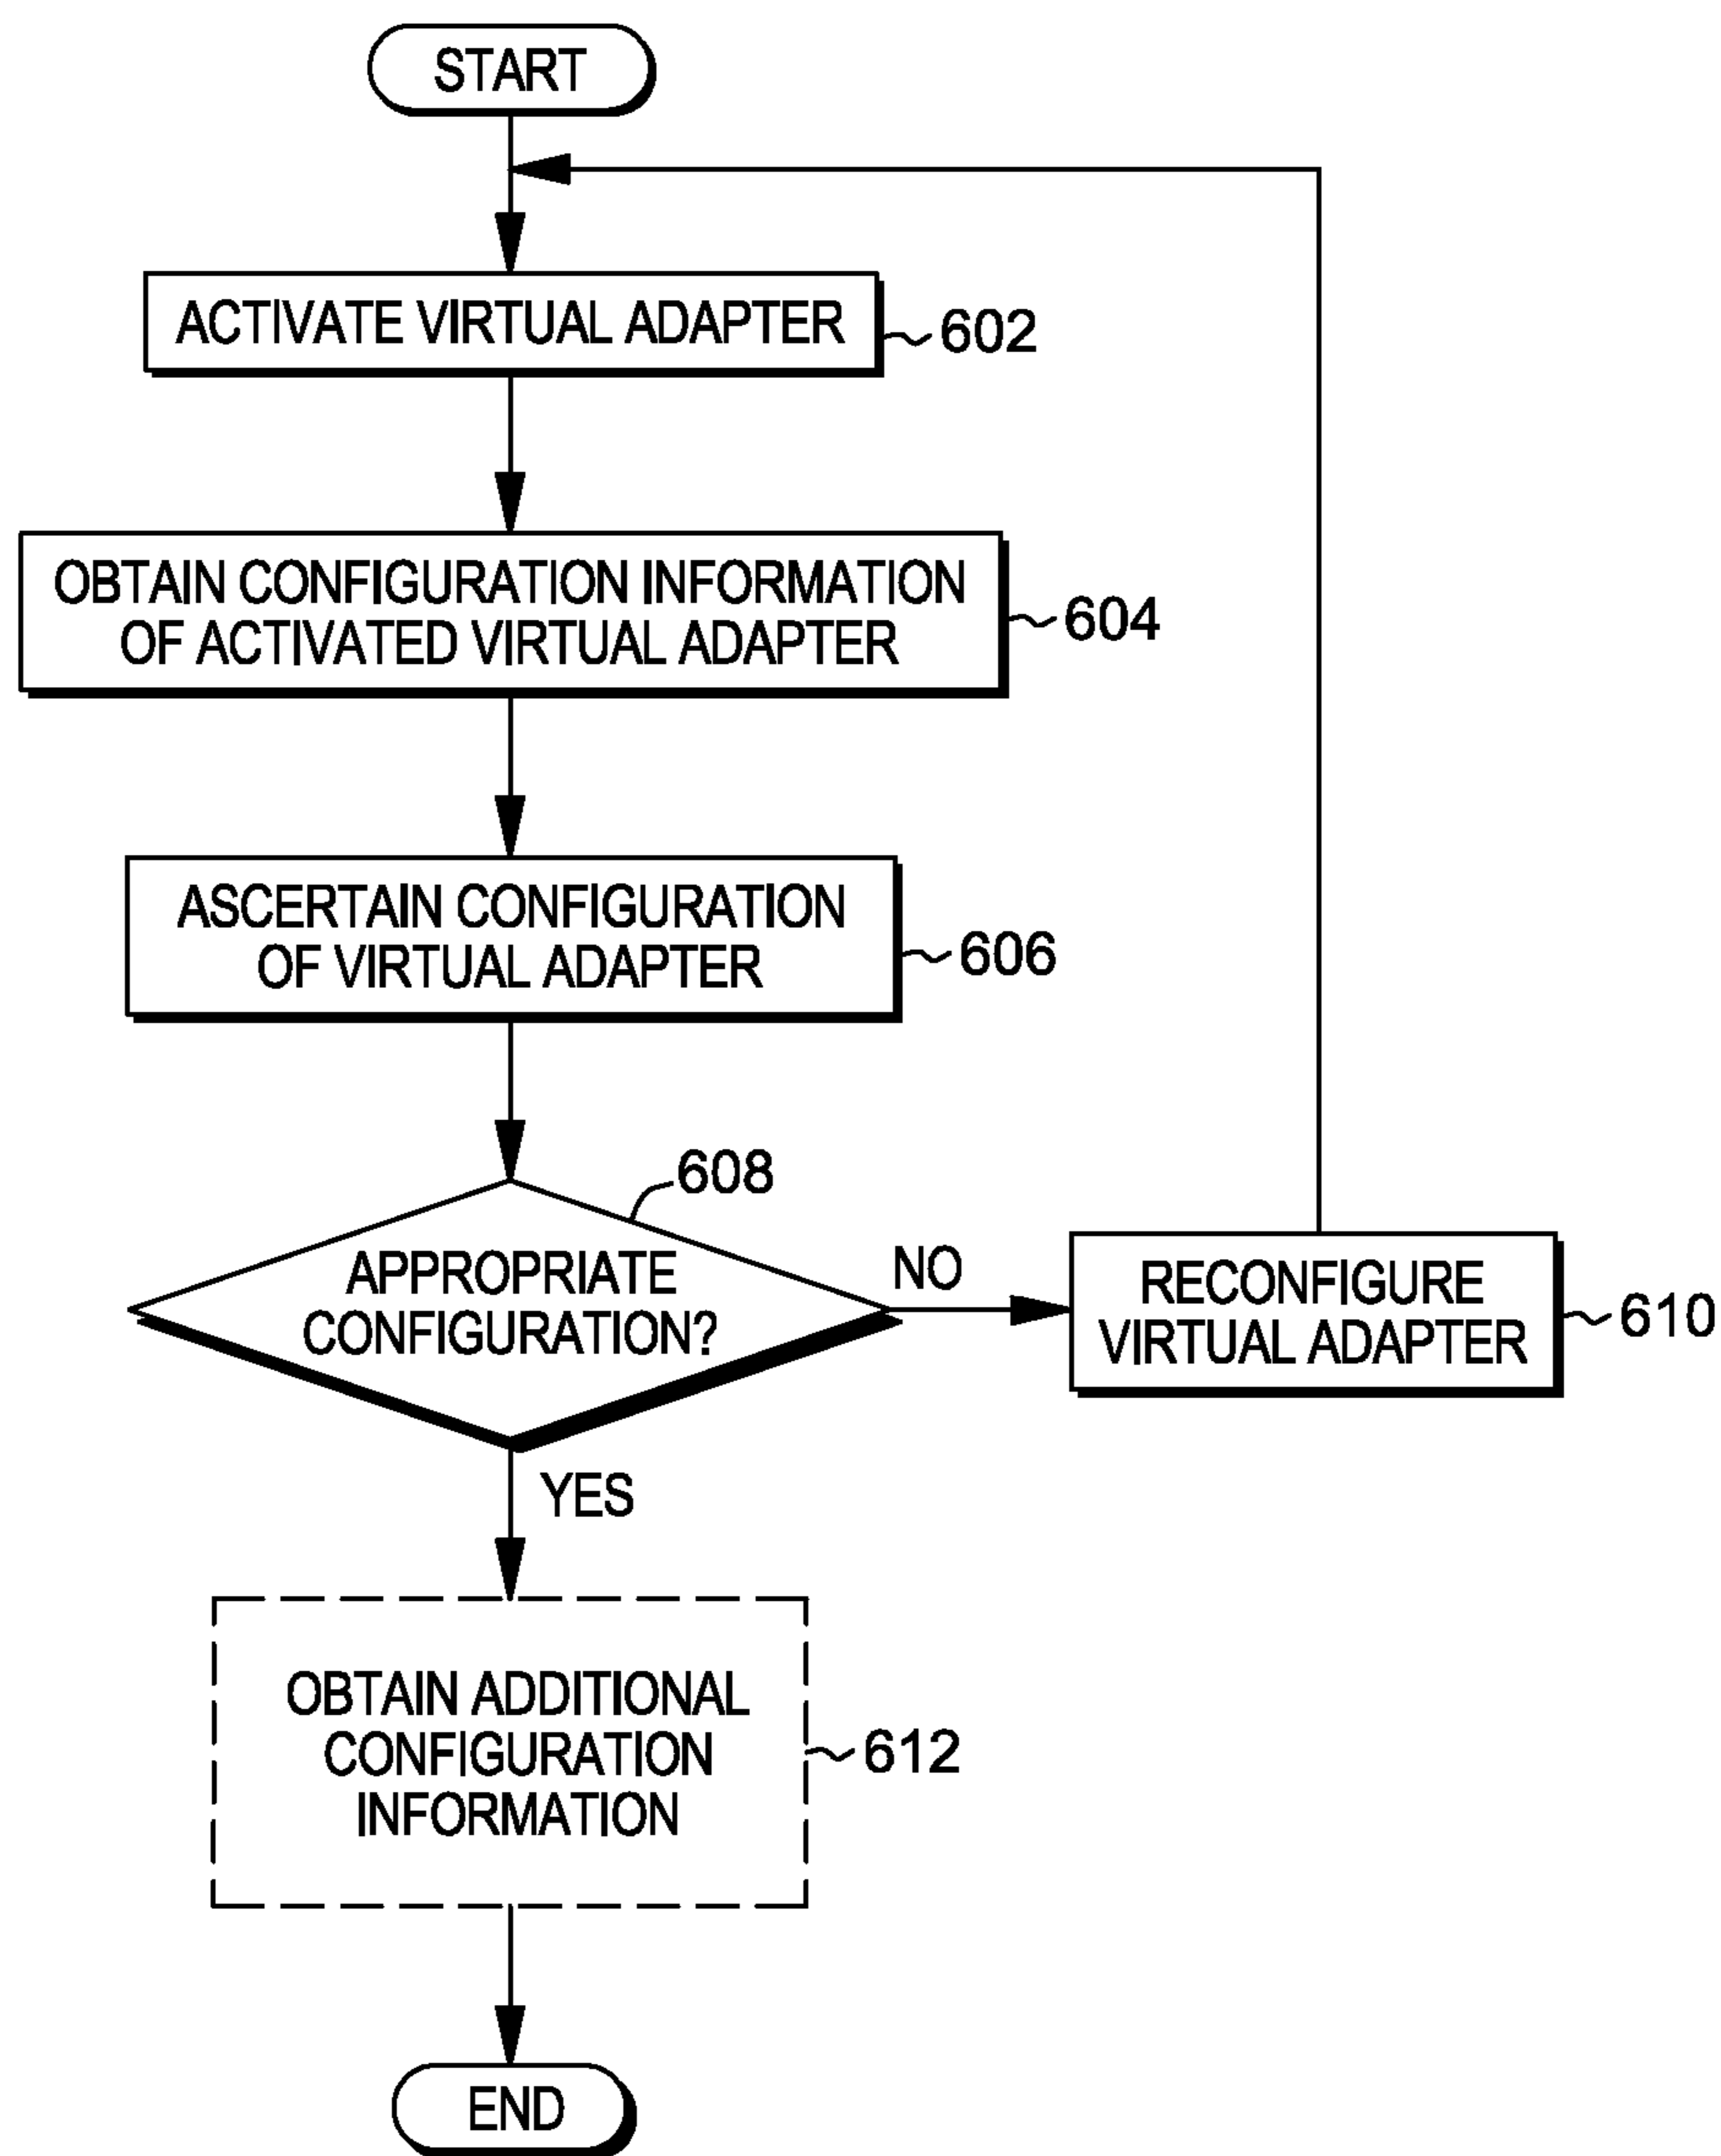 START
ACTIVATE VIRTUAL ADAPTER
602
OBTAIN CONFIGURATION INFORMATION
OF ACTIVATED VIRTUAL ADAPTER
604
ASCERTAIN CONFIGURATION
OF VIRTUAL ADAPTER
606
608
APPROPRIATE
CONFIGURATION?
NO
RECONFIGURE
VIRTUAL ADAPTER
610
YES
OBTAIN ADDITIONAL
CONFIGURATION
INFORMATION
612
END